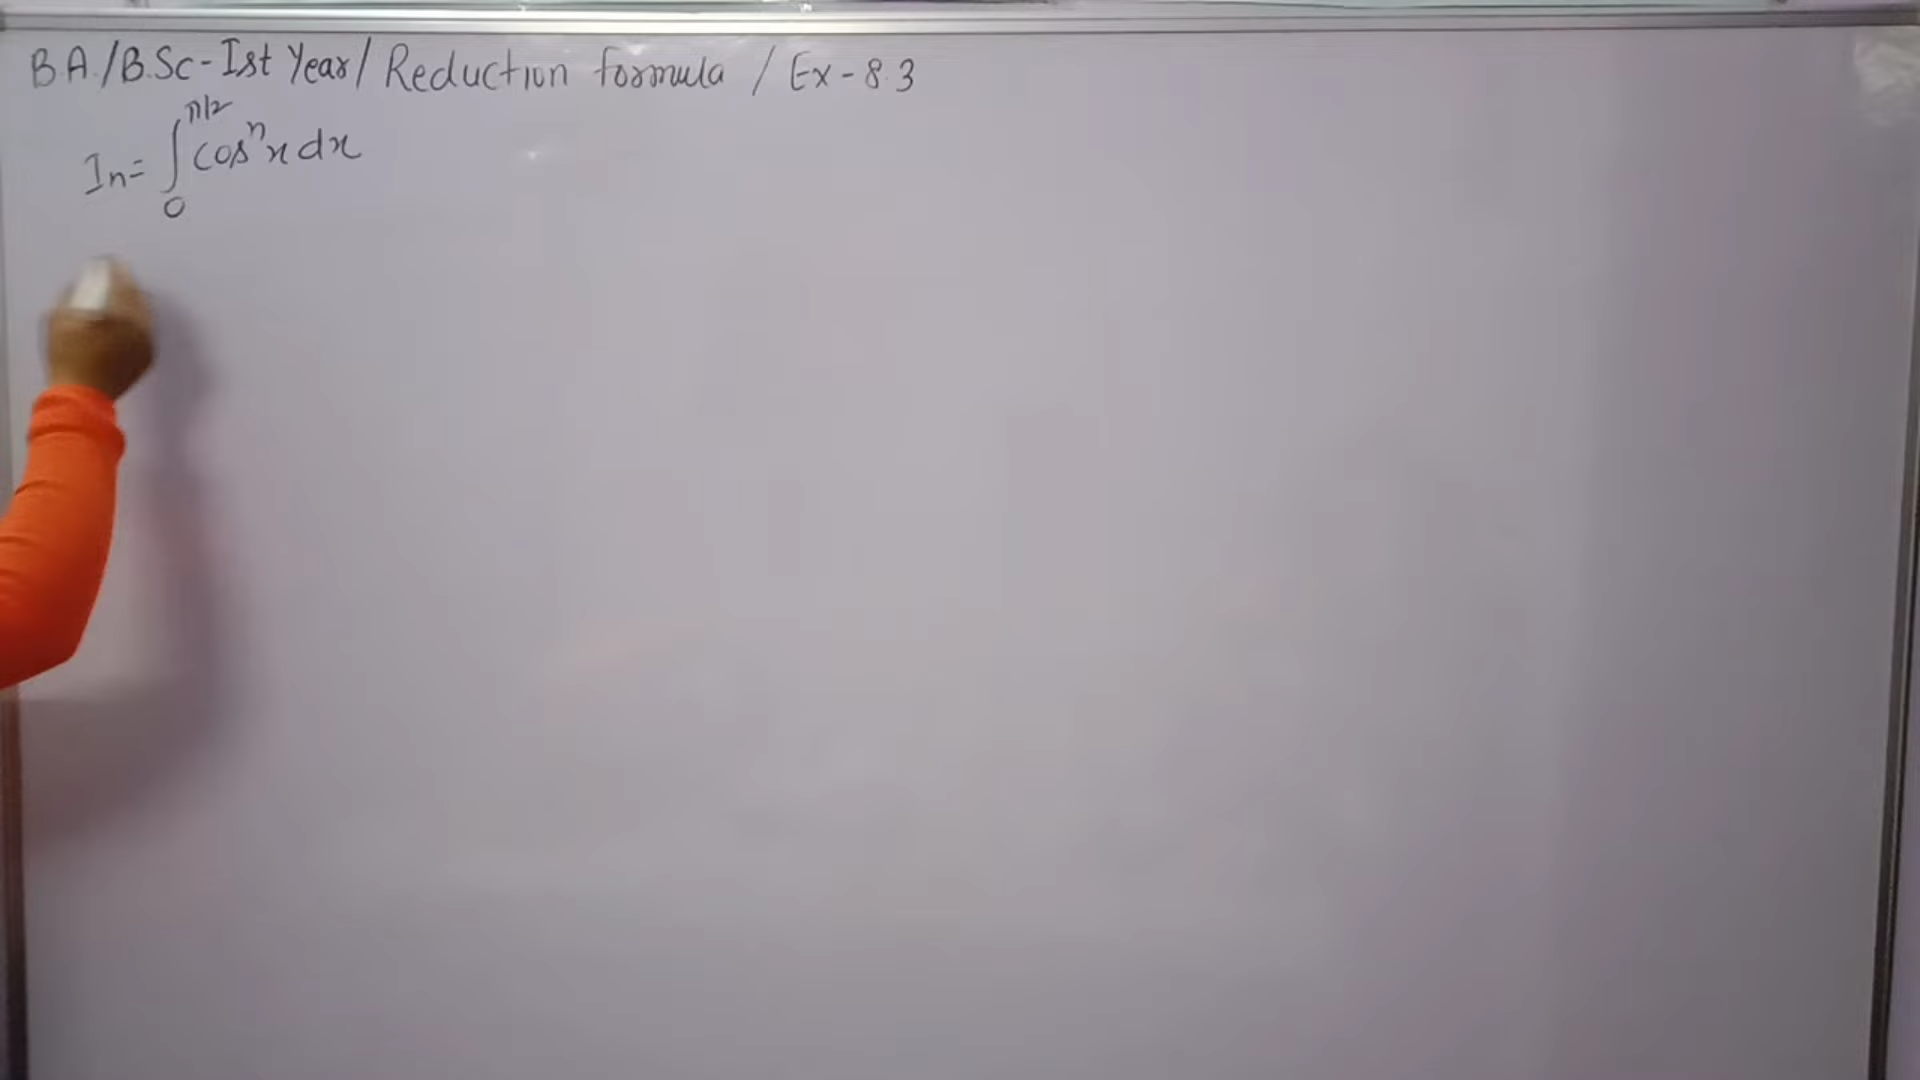 B.A./B.Sc-Ist Year/Reduction formula / Ex-8.3
In= ∫₀^π/2 cosⁿx dx